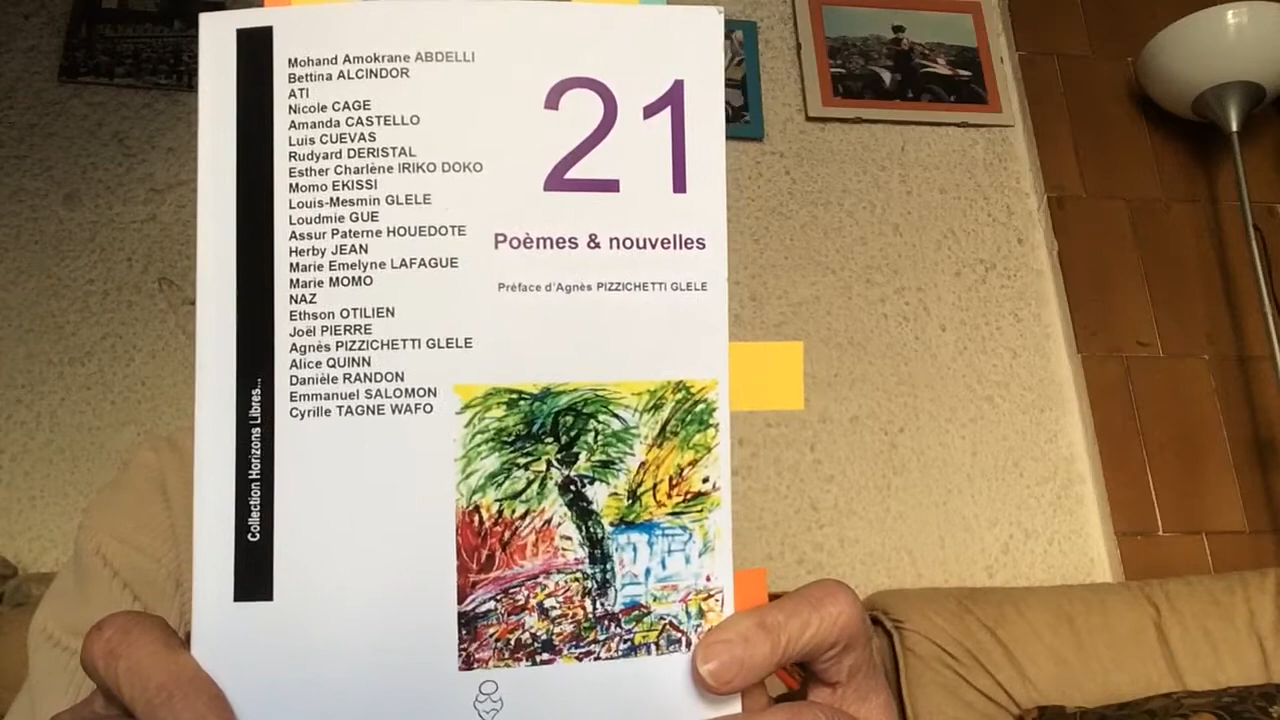 Mohand Amokrane ABDELLI
Bettina ALCINDOR
ATI
Nicole CAGE
Amanda CASTELLO
Luis CUEVAS
Rudyard DERISTAL
Esther Charlène IRIKO DOKO
Momo EKISSI
Louis-Mesmin GLELE
Loudmie GUE
Assur Paterne HOUEDOTE
Herby JEAN
Marie Emelyne LAFAGUE
Marie MOMO
NAZ
Ethson OTILIEN
Joël PIERRE
Agnès PIZZICHETTI GLELE
Alice QUINN
Danièle RANDON
Emmanuel SALOMON
Cyrille TAGNE WAFO
21
Poèmes & nouvelles
Préface d'Agnès PIZZICHETTI GLELE
Collection Horizons Libres...